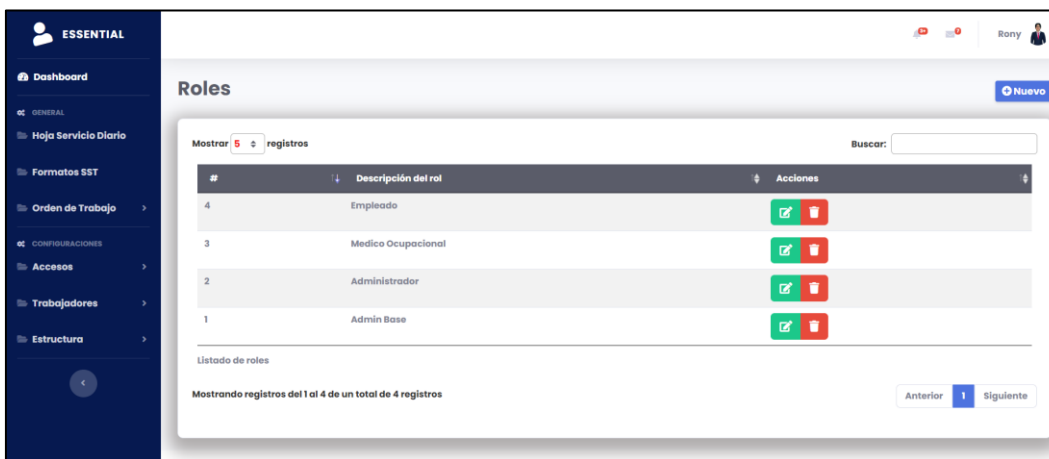 ESSENTIAL
Rony
Dashboard
GENERAL
Hoja Servicio Diario
Formatos SST
Orden de Trabajo
CONFIGURACIONES
Accesos
Trabajadores
Estructura
Roles
Nuevo
Mostrar 5 registros
Buscar:
# Descripción del rol Acciones
4 Empleado
3 Medico Ocupacional
2 Administrador
1 Admin Base
Listado de roles
Mostrando registros del 1 al 4 de un total de 4 registros
Anterior 1 Siguiente